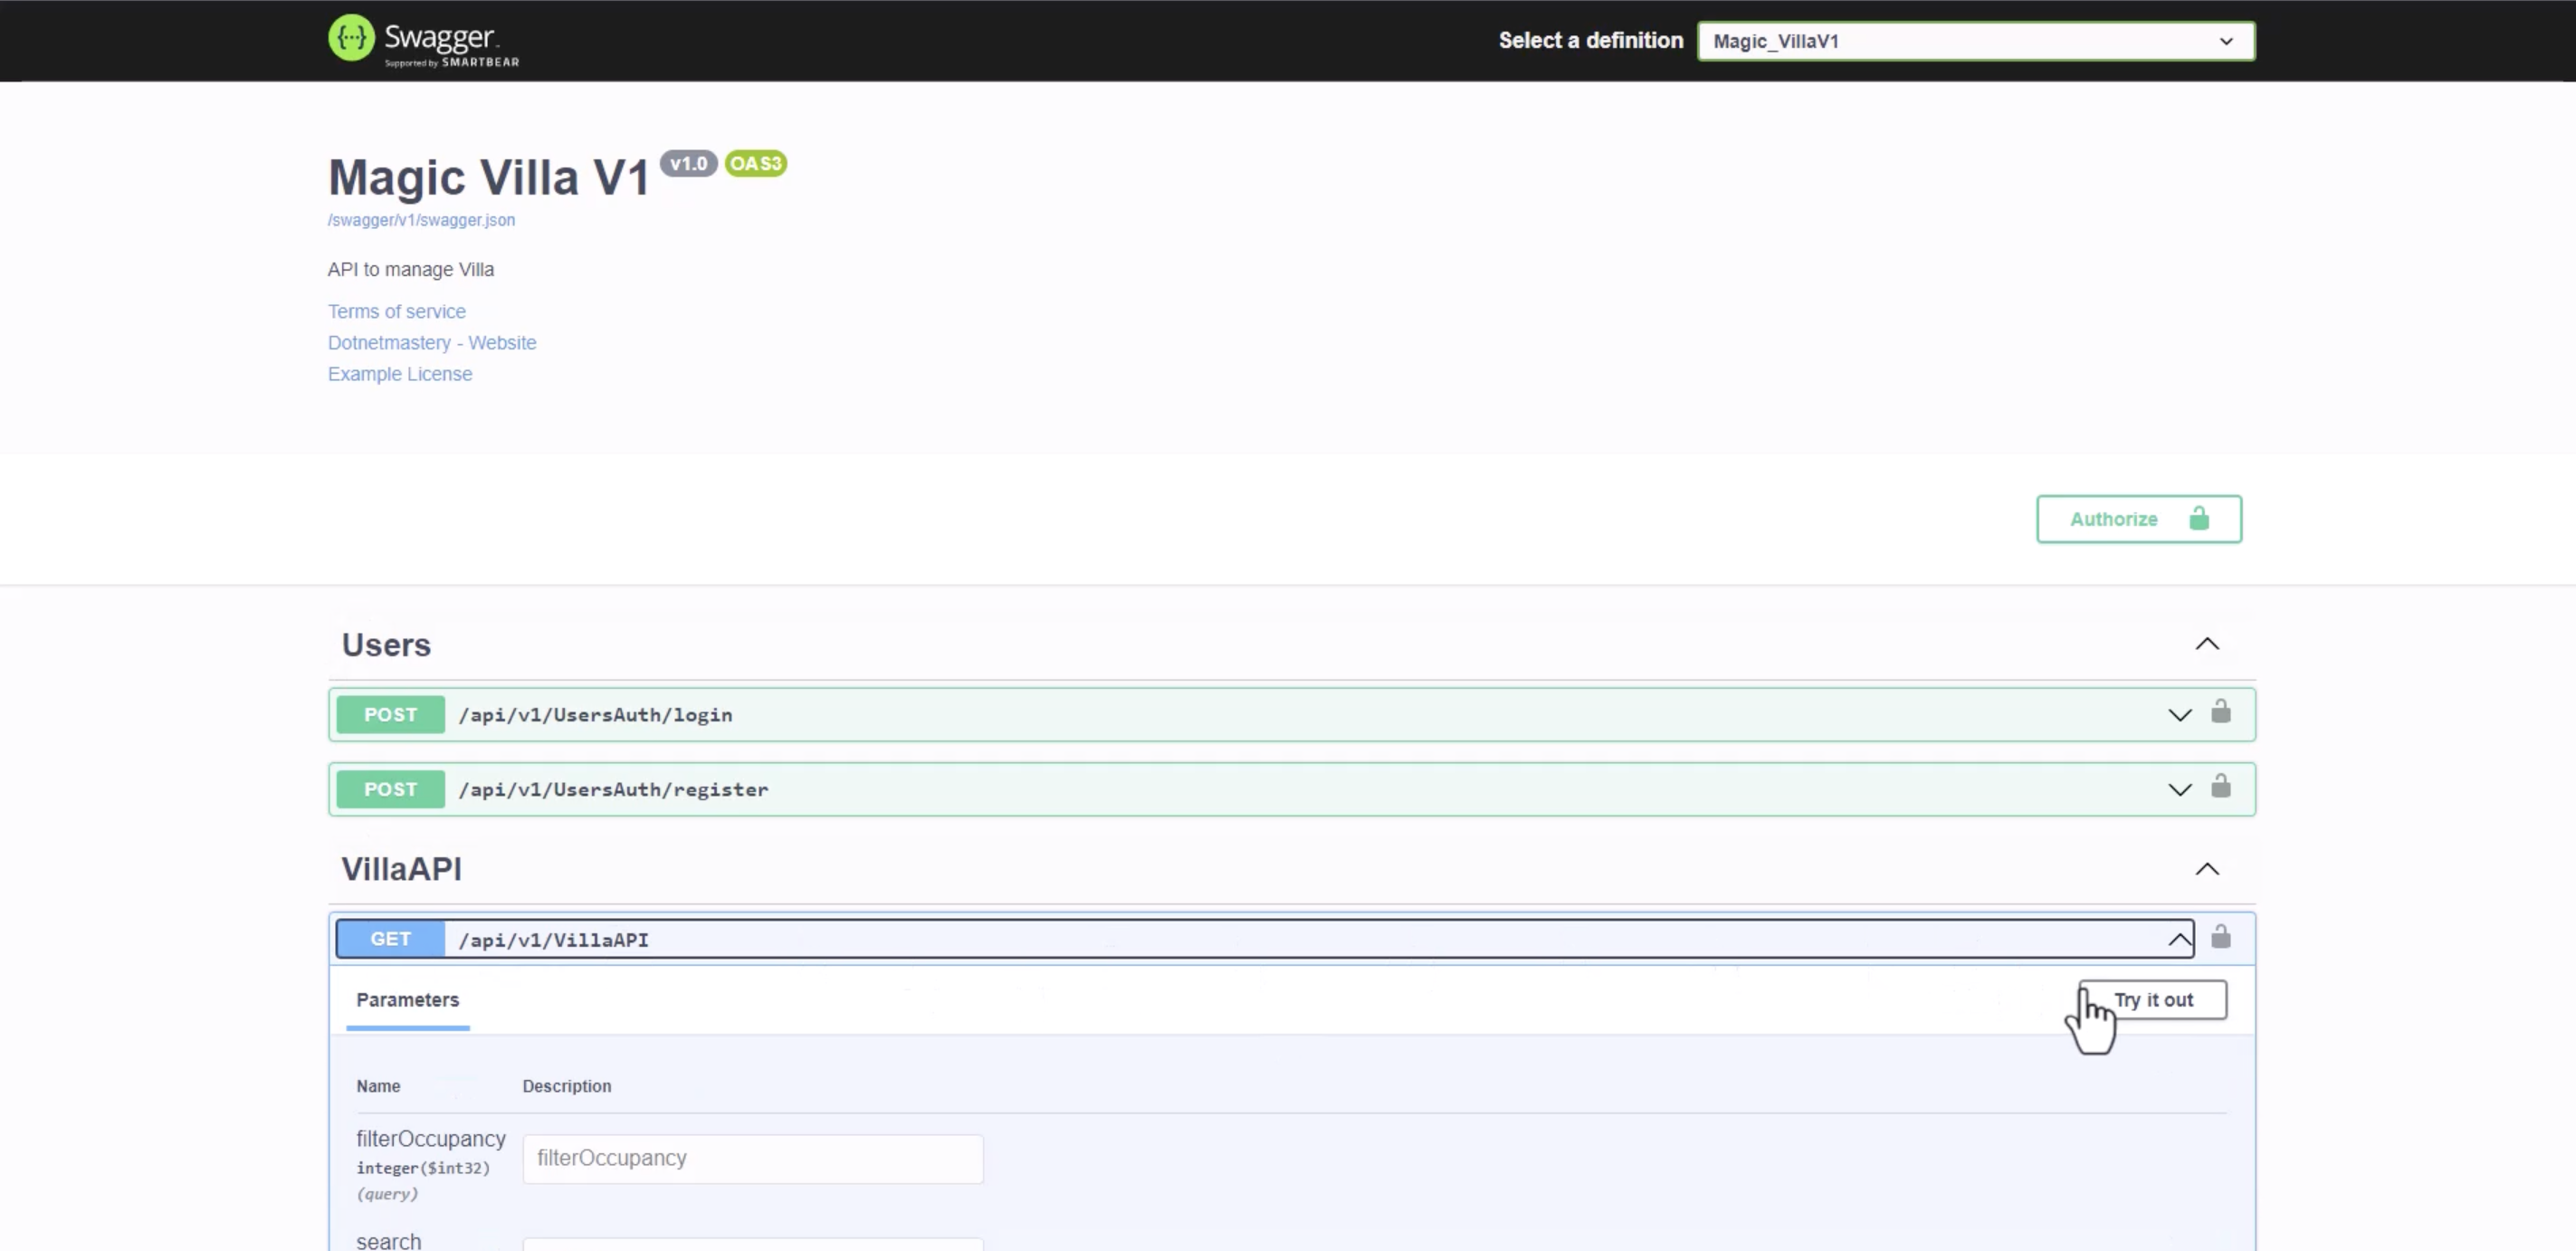 Swagger
Supported by SMARTBEAR
Select a definition
Magic_VillaV1
Magic Villa V1 v1.0 OAS3
/swagger/v1/swagger.json
API to manage Villa
Terms of service
Dotnetmastery - Website
Example License
Authorize
Users
POST /api/v1/UsersAuth/login
POST /api/v1/UsersAuth/register
VillaAPI
GET /api/v1/VillaAPI
Parameters
Try it out
Name Description
filterOccupancy
integer($int32)
(query)
filterOccupancy
search